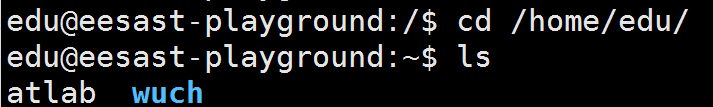 edu@eesast-playground:/$ cd /home/edu/
edu@eesast-playground:~$ ls
atlab  wuch